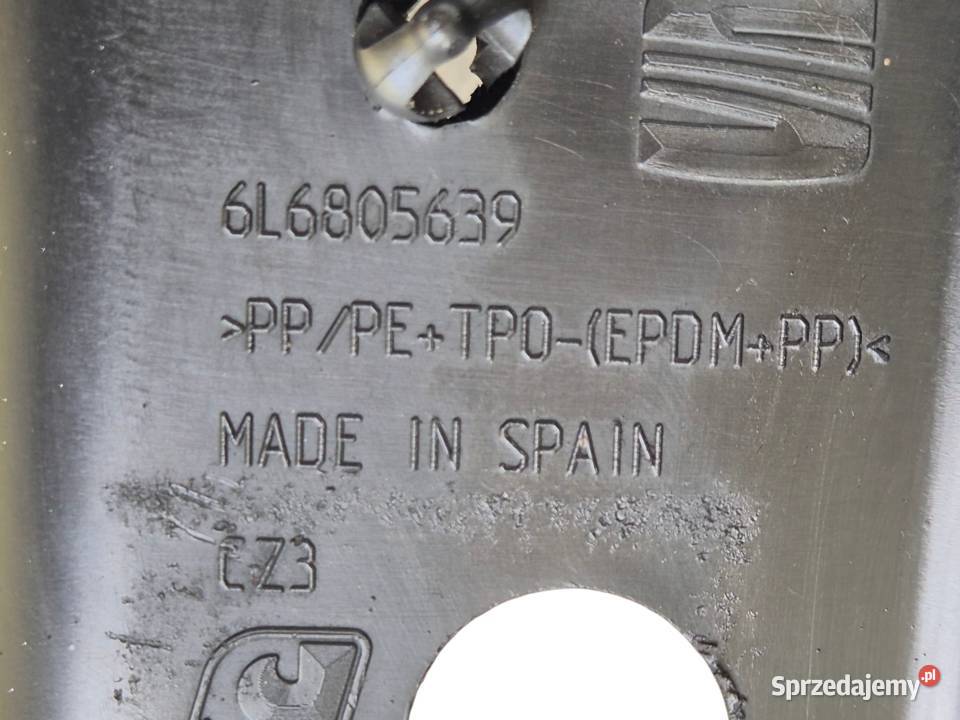 6L6805639
>PP/PE+TPO-(EPDM+PP)<
MADE IN SPAIN
CZ3
Sprzedajemy.pl